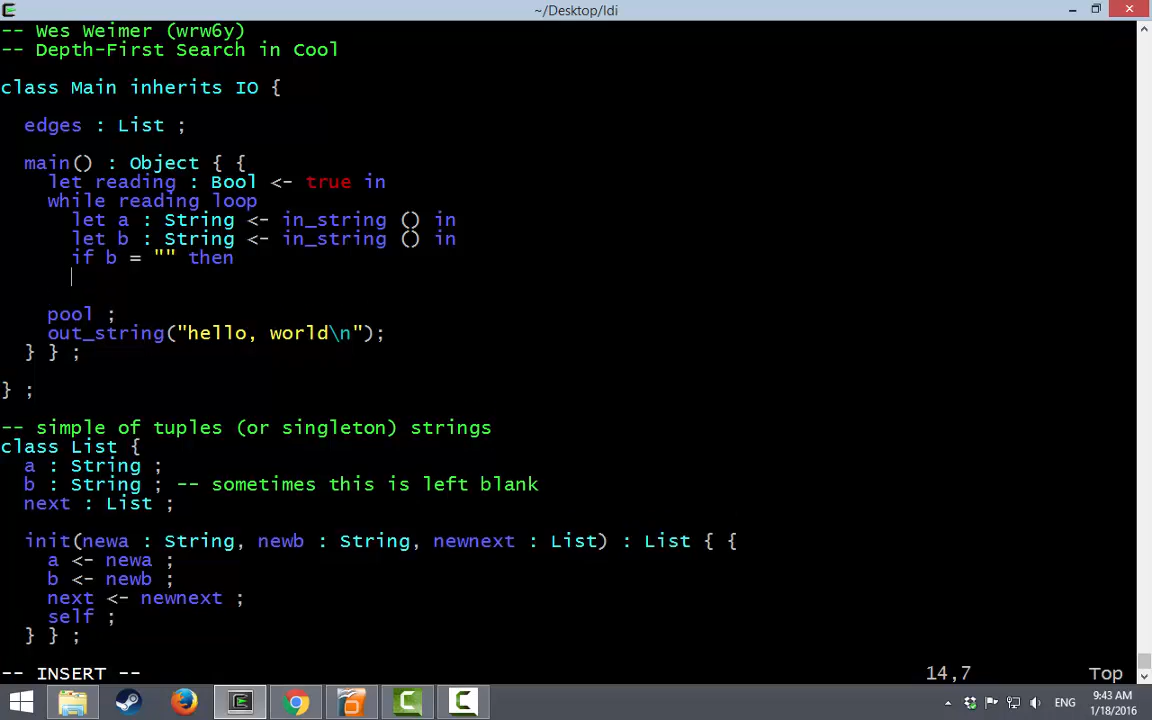 ~/Desktop/ldi
-- Wes Weimer (wrw6y)
-- Depth-First Search in Cool
class Main inherits IO {
edges : List ;
main() : Object { {
let reading : Bool <- true in
while reading loop
let a : String <- in_string () in
let b : String <- in_string () in
if b = "" then
pool ;
out_string("hello, world\n");
} } ;
} ;
-- simple of tuples (or singleton) strings
class List {
a : String ;
b : String ; -- sometimes this is left blank
next : List ;
init(newa : String, newb : String, newnext : List) : List { {
a <- newa ;
b <- newb ;
next <- newnext ;
self ;
} } ;
-- INSERT -- 14,7 Top
ENG
9:43 AM
1/18/2016